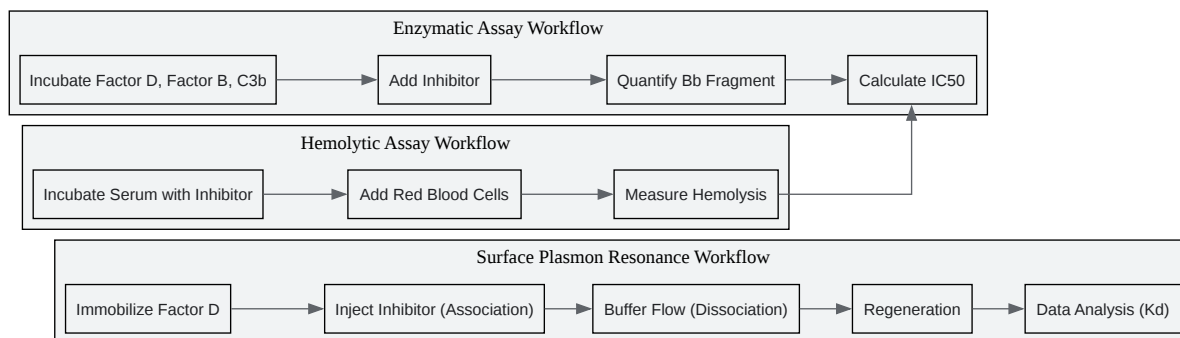 Enzymatic Assay Workflow
Incubate Factor D, Factor B, C3b
Add Inhibitor
Quantify Bb Fragment
Calculate IC50
Hemolytic Assay Workflow
Incubate Serum with Inhibitor
Add Red Blood Cells
Measure Hemolysis
Surface Plasmon Resonance Workflow
Immobilize Factor D
Inject Inhibitor (Association)
Buffer Flow (Dissociation)
Regeneration
Data Analysis (Kd)